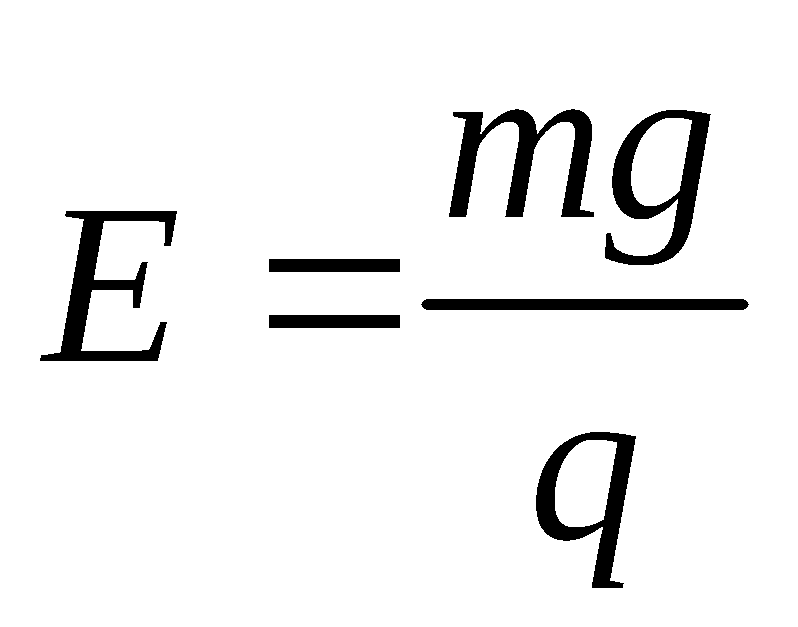 E = mg/q